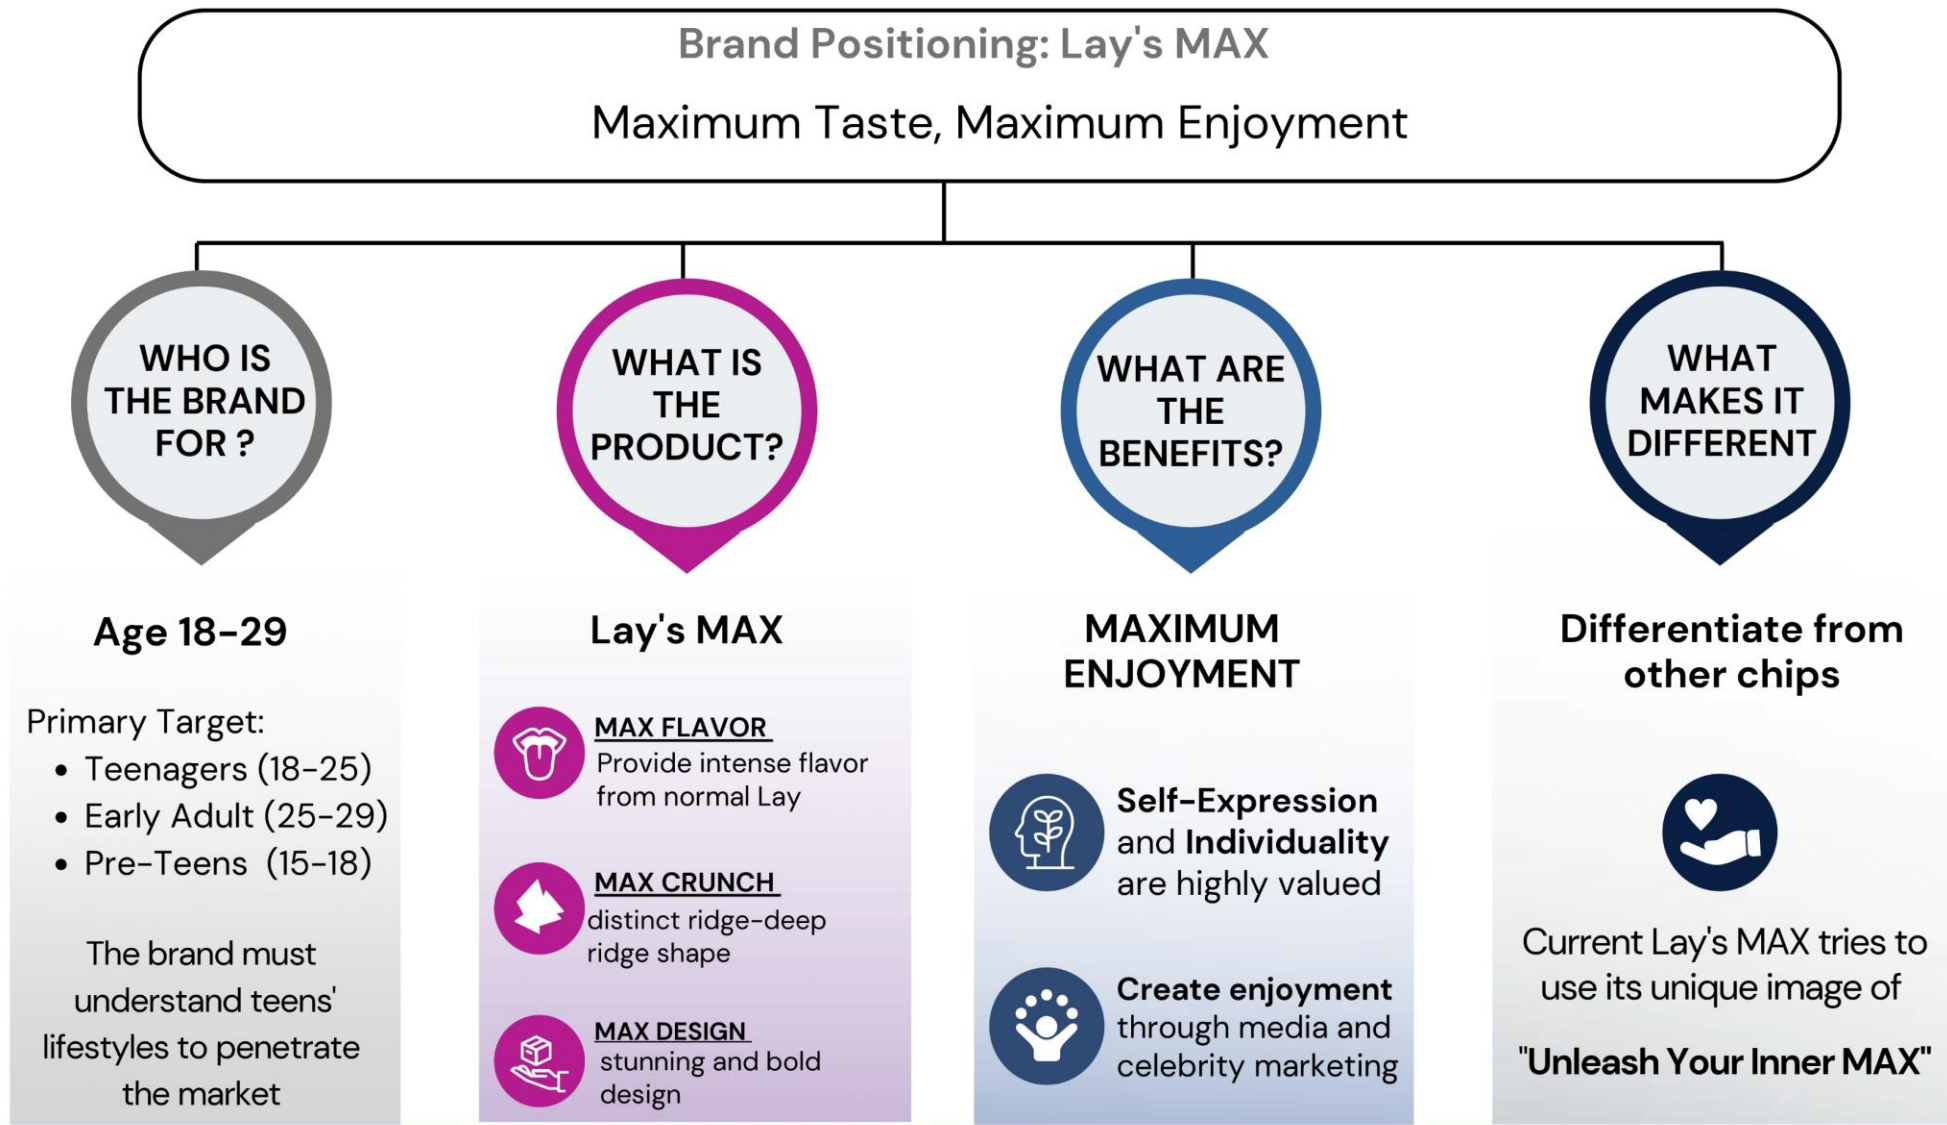 Brand Positioning: Lay's MAX
Maximum Taste, Maximum Enjoyment
WHO IS
THE BRAND
FOR ?
Age 18-29
Primary Target:
• Teenagers (18-25)
• Early Adult (25-29)
• Pre-Teens (15-18)
The brand must
understand teens'
lifestyles to penetrate
the market
WHAT IS
THE
PRODUCT?
Lay's MAX
MAX FLAVOR
Provide intense flavor
from normal Lay
MAX CRUNCH
distinct ridge-deep
ridge shape
MAX DESIGN
stunning and bold
design
WHAT ARE
THE
BENEFITS?
MAXIMUM
ENJOYMENT
Self-Expression
and Individuality
are highly valued
Create enjoyment
through media and
celebrity marketing
WHAT
MAKES IT
DIFFERENT
Differentiate from
other chips
Current Lay's MAX tries to
use its unique image of
"Unleash Your Inner MAX"